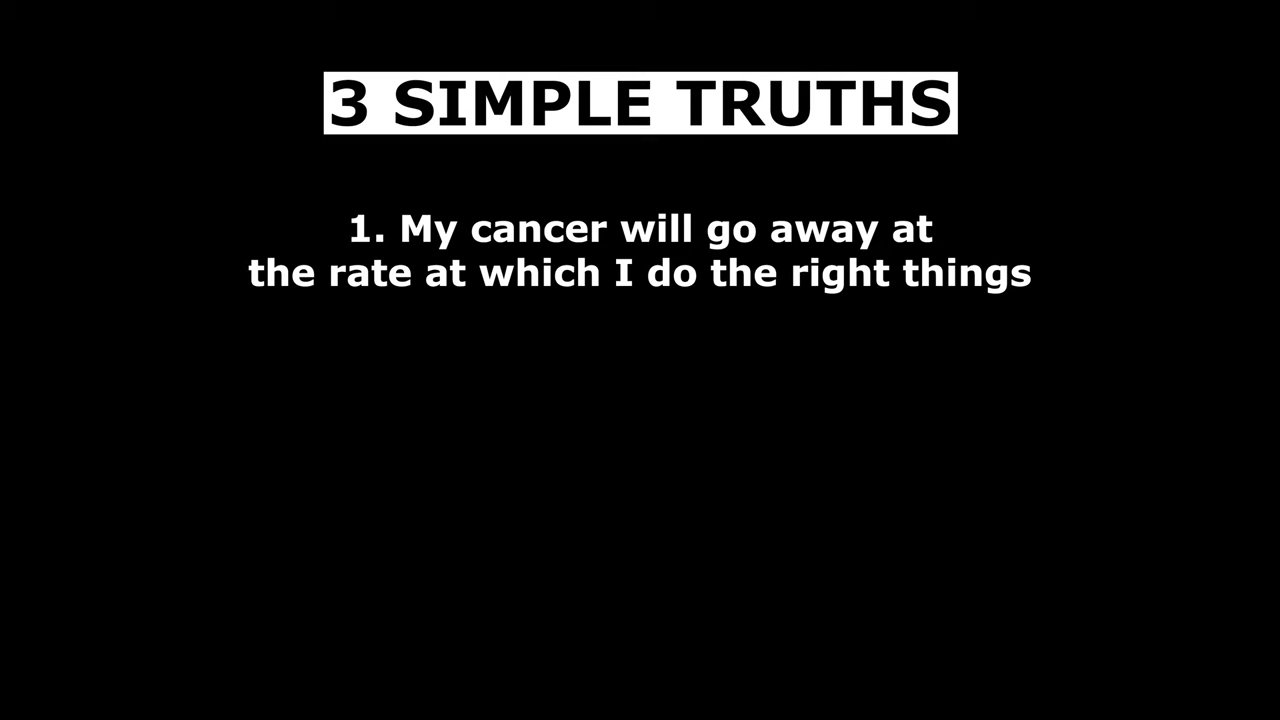 3 SIMPLE TRUTHS
1. My cancer will go away at
the rate at which I do the right things